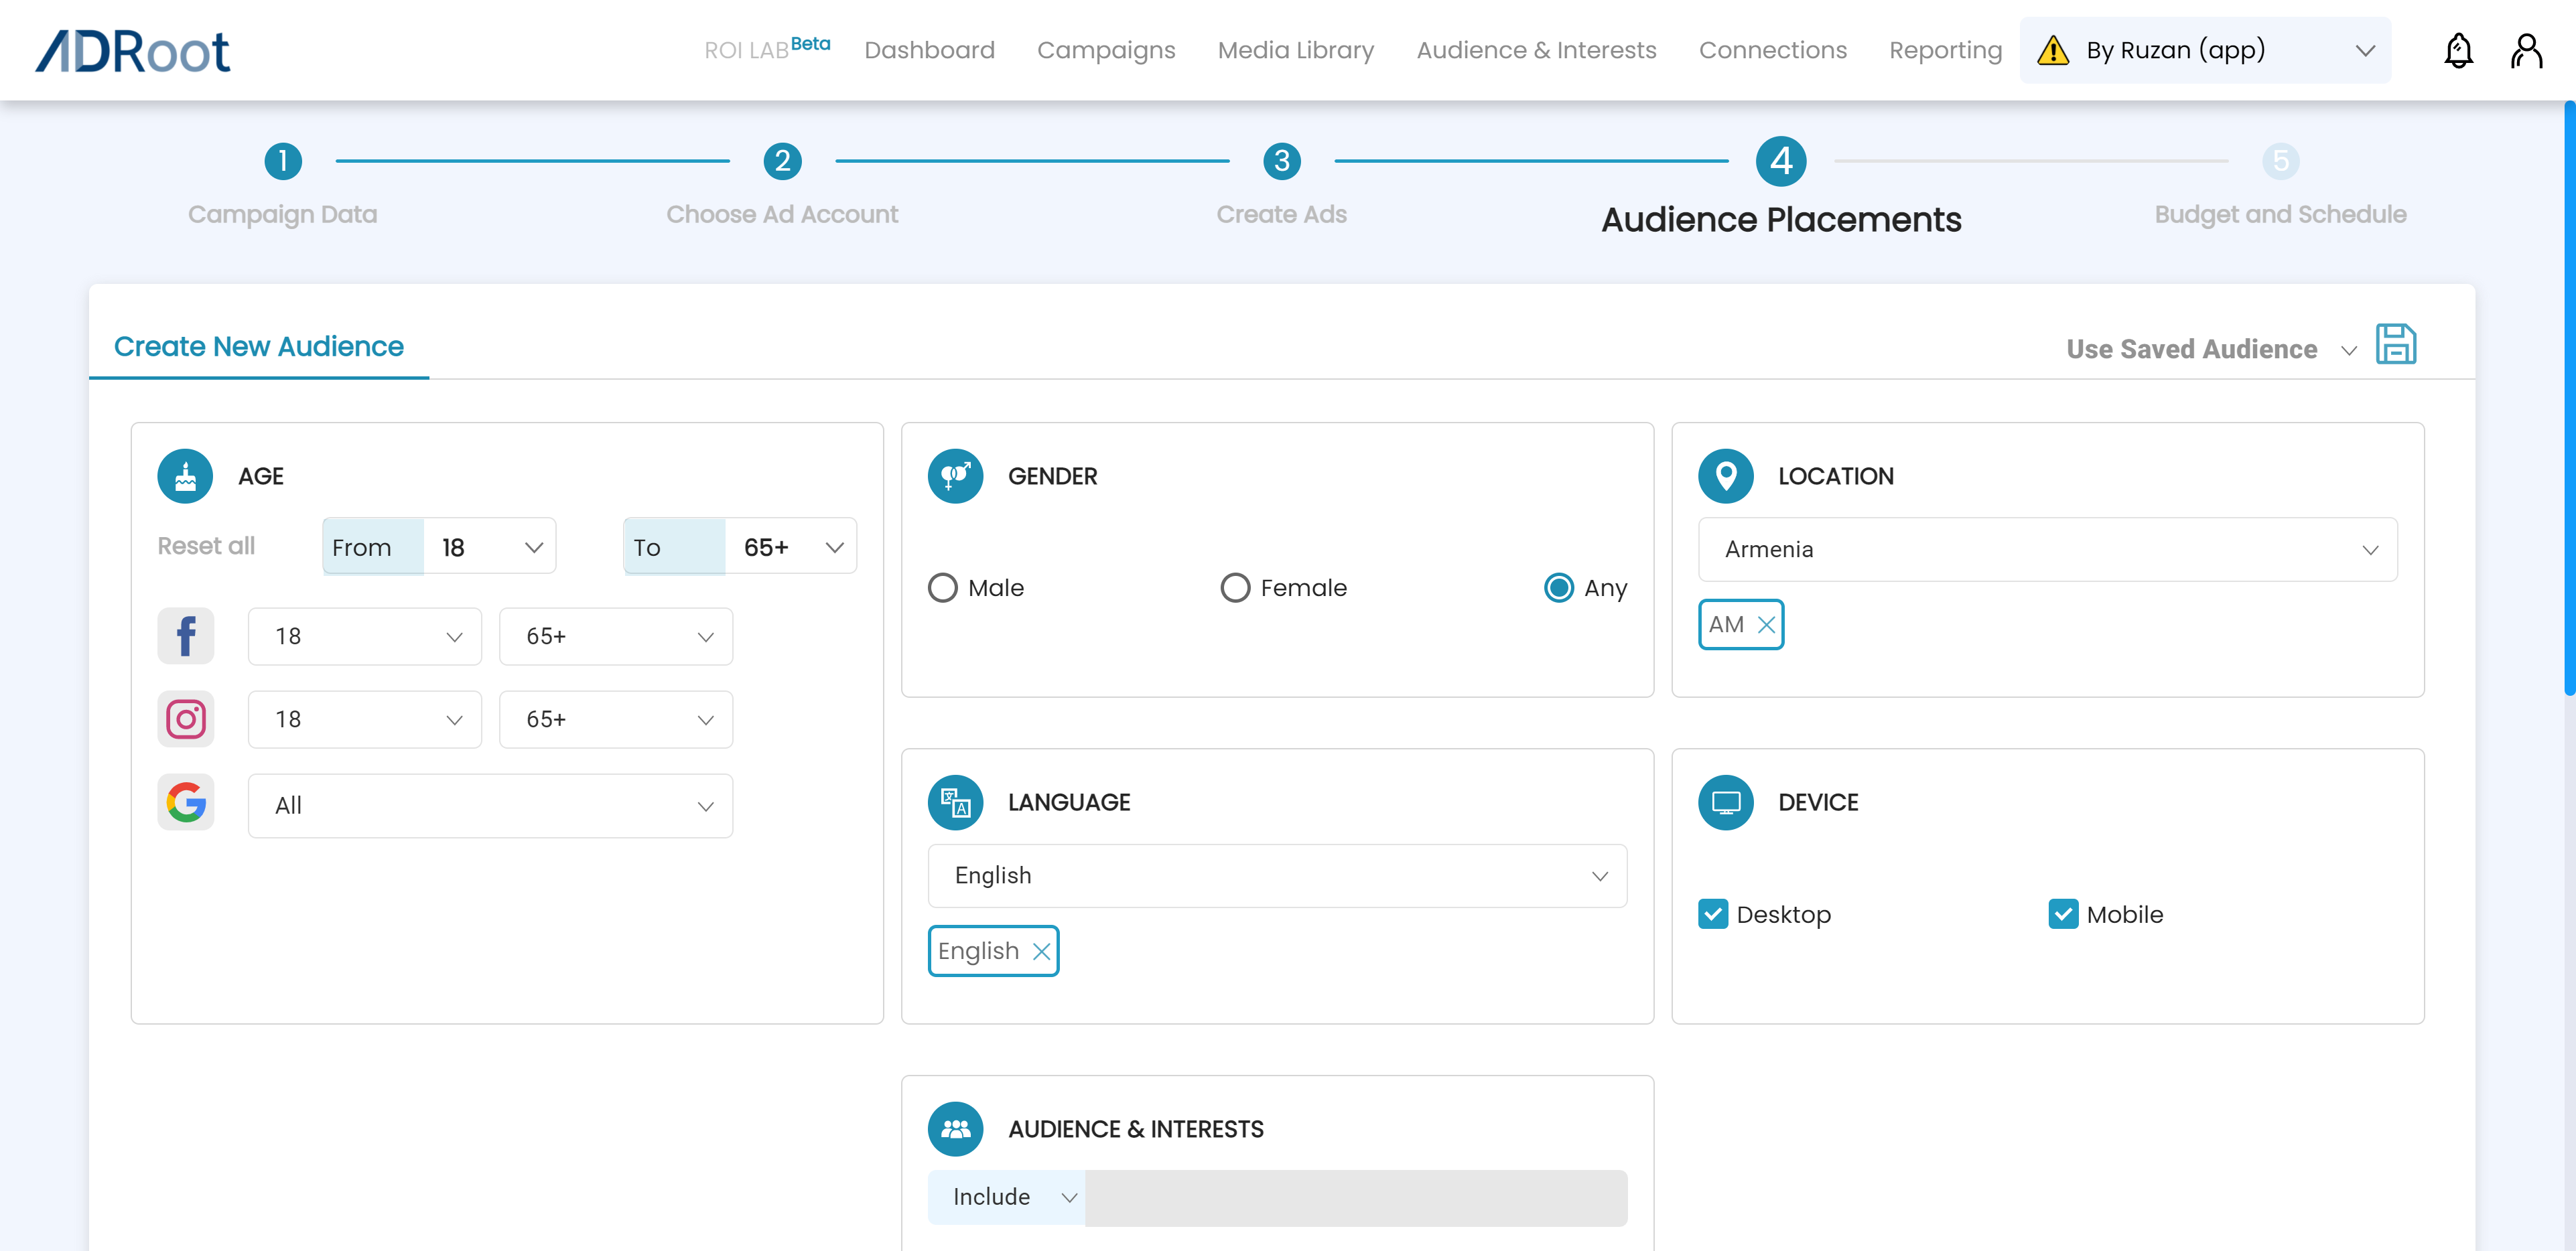 ADRoot
ROI LAB Beta
Dashboard
Campaigns
Media Library
Audience & Interests
Connections
Reporting
By Ruzan (app)
1
2
3
4
5
Campaign Data
Choose Ad Account
Create Ads
Audience Placements
Budget and Schedule
Create New Audience
Use Saved Audience
AGE
Reset all
From 18
To 65+
18
65+
18
65+
All
GENDER
Male
Female
Any
LOCATION
Armenia
AM
LANGUAGE
English
English
DEVICE
Desktop
Mobile
AUDIENCE & INTERESTS
Include